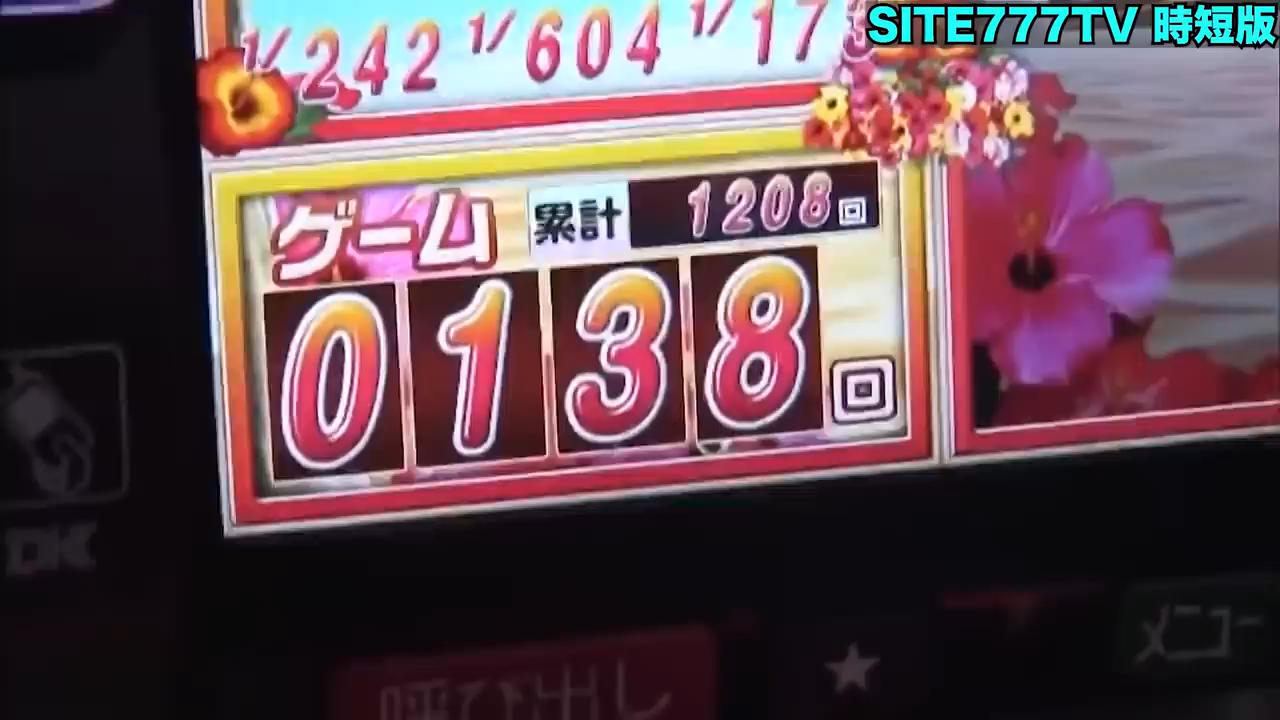 SITE777TV 時短版
1/242 1/604 1/173
ゲーム 累計 1208回
0138回
呼び出し ★ メニュー